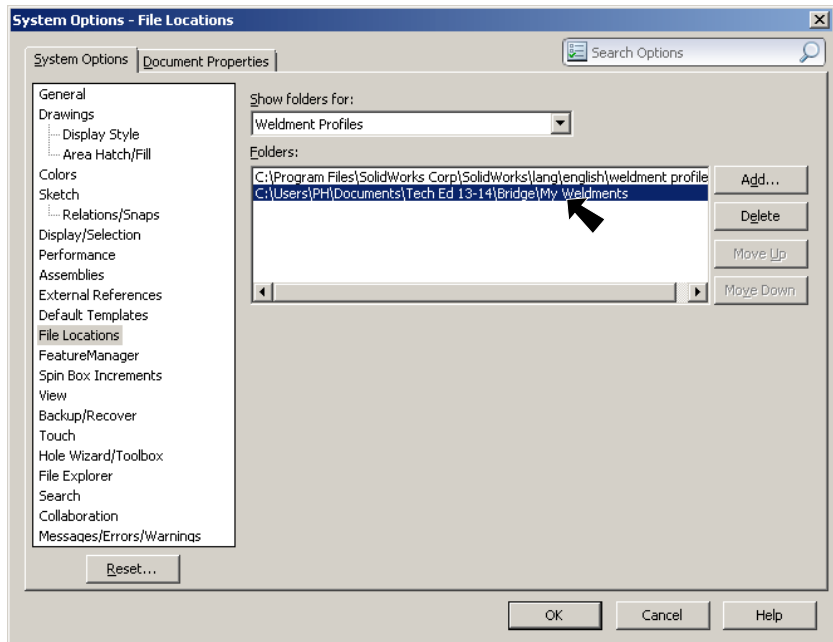 System Options - File Locations
System Options
Document Properties
Search Options
General
Drawings
Display Style
Area Hatch/Fill
Colors
Sketch
Relations/Snaps
Display/Selection
Performance
Assemblies
External References
Default Templates
File Locations
FeatureManager
Spin Box Increments
View
Backup/Recover
Touch
Hole Wizard/Toolbox
File Explorer
Search
Collaboration
Messages/Errors/Warnings
Reset...
Show folders for:
Weldment Profiles
Folders:
C:\Program Files\SolidWorks Corp\SolidWorks\lang\english\weldment profile
C:\Users\PH\Documents\Tech Ed 13-14\Bridge\My Weldments
Add...
Delete
Move Up
Move Down
OK
Cancel
Help